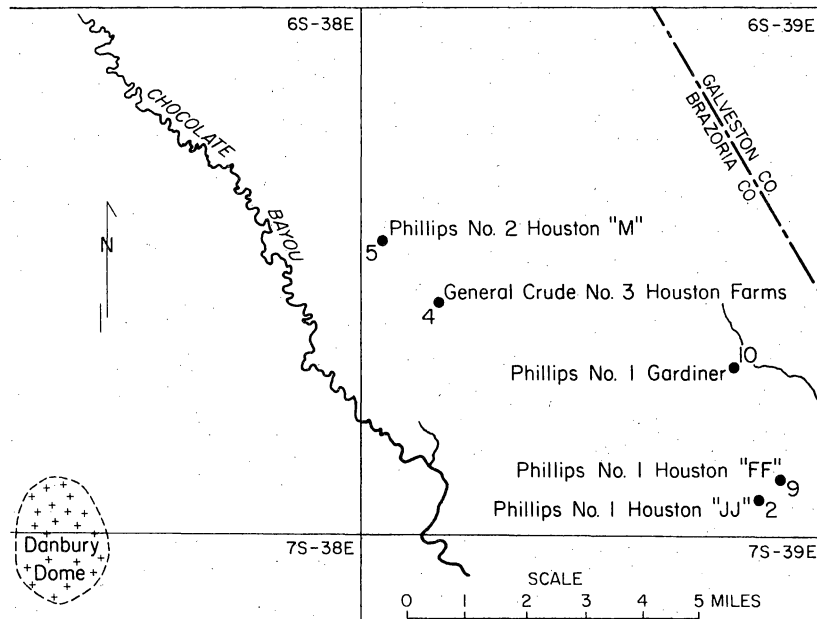 6S-38E
6S-39E
CHOCOLATE
BAYOU
GALVESTON CO.
BRAZORIA CO.
N
Phillips No. 2 Houston "M"
5
General Crude No. 3 Houston Farms
4
10
Phillips No. 1 Gardiner
Phillips No. 1 Houston "FF"
9
Phillips No. 1 Houston "JJ"
2
Danbury
Dome
7S-38E
7S-39E
SCALE
0 1 2 3 4 5 MILES